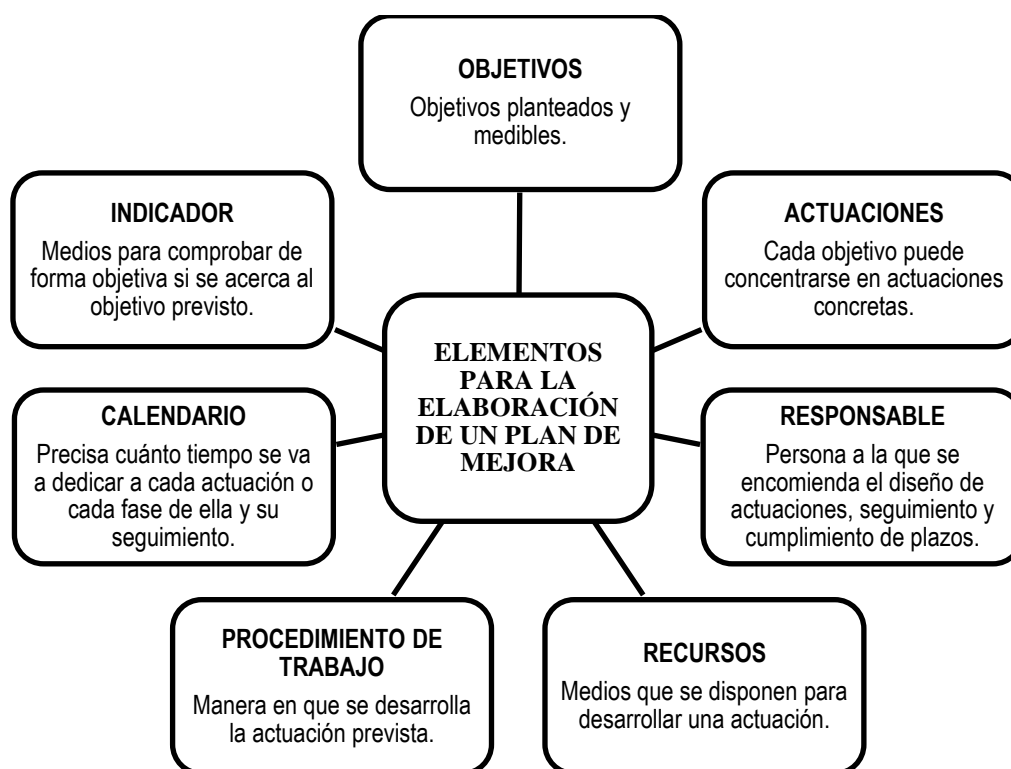 OBJETIVOS
Objetivos planteados y
medibles.
INDICADOR
Medios para comprobar de
forma objetiva si se acerca al
objetivo previsto.
ACTUACIONES
Cada objetivo puede
concentrarse en actuaciones
concretas.
ELEMENTOS
PARA LA
ELABORACIÓN
DE UN PLAN DE
MEJORA
CALENDARIO
Precisa cuánto tiempo se va
a dedicar a cada actuación o
cada fase de ella y su
seguimiento.
RESPONSABLE
Persona a la que se
encomienda el diseño de
actuaciones, seguimiento y
cumplimiento de plazos.
PROCEDIMIENTO DE
TRABAJO
Manera en que se desarrolla
la actuación prevista.
RECURSOS
Medios que se disponen para
desarrollar una actuación.